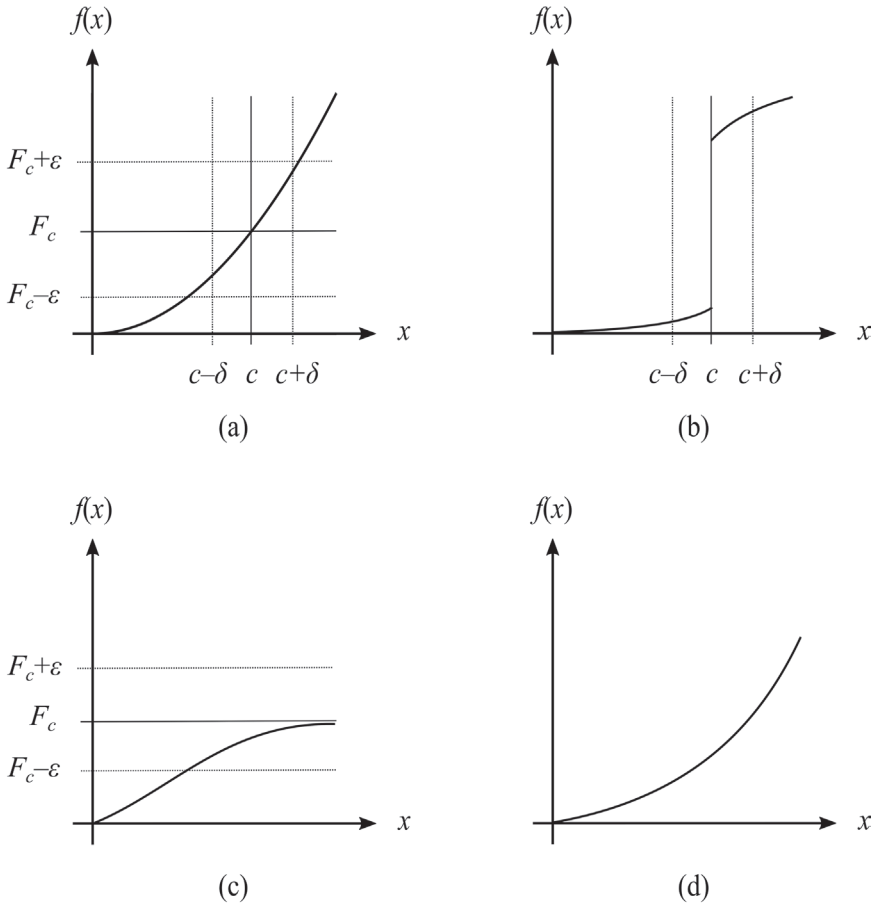 f(x)
F_c+ε
F_c
F_c–ε
x
c–δ c c+δ
(a)
f(x)
x
c–δ c c+δ
(b)
f(x)
F_c+ε
F_c
F_c–ε
x
(c)
f(x)
x
(d)